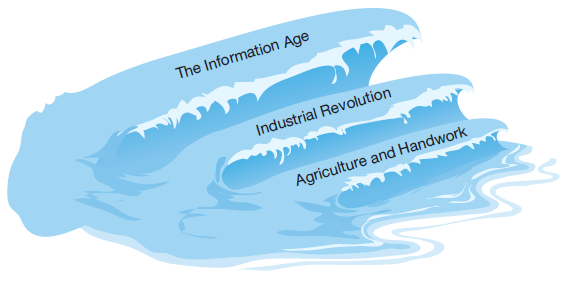 The Information Age
Industrial Revolution
Agriculture and Handwork